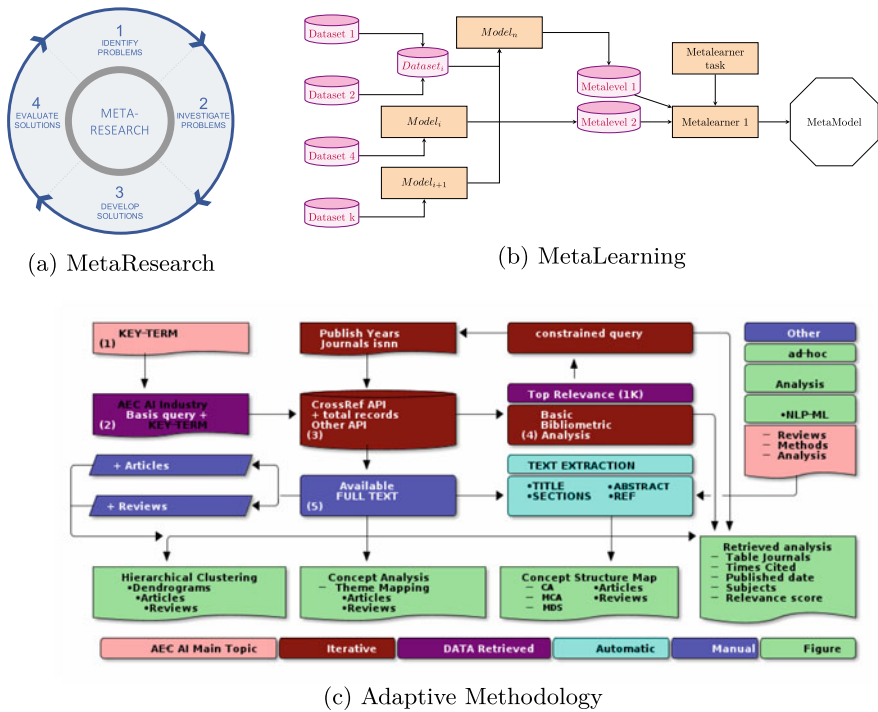 1
IDENTIFY
PROBLEMS
4
EVALUATE
SOLUTIONS
META-
RESEARCH
2
INVESTIGATE
PROBLEMS
3
DEVELOP
SOLUTIONS
(a) MetaResearch
Dataset 1
Dataset 2
Dataset 4
Dataset k
Dataset_i
Model_n
Model_i
Model_{i+1}
Metalevel 1
Metalevel 2
Metalearner
task
Metalearner 1
MetaModel
(b) MetaLearning
KEY-TERM
(1)
Publish Years
Journals isnn
constrained query
Other
ad-hoc
Analysis
•NLP-ML
— Reviews
— Methods
— Analysis
AEC AI Industry
Basis query +
(2) KEY-TERM
CrossRef API
+ total records
Other API
(3)
Top Relevance (1K)
Basic
Bibliometric
(4) Analysis
+ Articles
+ Reviews
Available
FULL TEXT
(5)
TEXT EXTRACTION
•TITLE •ABSTRACT
•SECTIONS •REF
Hierarchical Clustering
•Dendrograms
•Articles
•Reviews
Concept Analysis
— Theme Mapping
•Articles
•Reviews
Concept Structure Map
— CA •Articles
— MCA •Reviews
— MDS
Retrieved analysis
— Table Journals
— Times Cited
— Published date
— Subjects
— Relevance score
AEC AI Main Topic
Iterative
DATA Retrieved
Automatic
Manual
Figure
(c) Adaptive Methodology